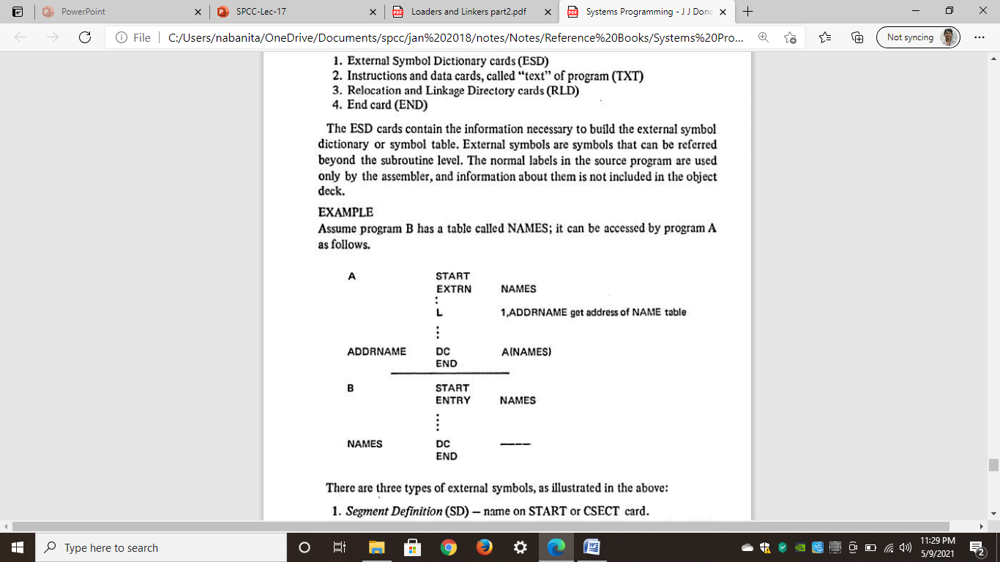 PowerPoint
SPCC-Lec-17
Loaders and Linkers part2.pdf
Systems Programming - J J Dono
File
C:/Users/nabanita/OneDrive/Documents/spcc/jan%202018/notes/Notes/Reference%20Books/Systems%20Pro...
Not syncing
1. External Symbol Dictionary cards (ESD)
2. Instructions and data cards, called “text” of program (TXT)
3. Relocation and Linkage Directory cards (RLD)
4. End card (END)
The ESD cards contain the information necessary to build the external symbol
dictionary or symbol table. External symbols are symbols that can be referred
beyond the subroutine level. The normal labels in the source program are used
only by the assembler, and information about them is not included in the object
deck.
EXAMPLE
Assume program B has a table called NAMES; it can be accessed by program A
as follows.
A START
EXTRN NAMES
L 1,ADDRNAME get address of NAME table
ADDRNAME DC A(NAMES)
END
B START
ENTRY NAMES
NAMES DC ----
END
There are three types of external symbols, as illustrated in the above:
1. Segment Definition (SD) — name on START or CSECT card.
Type here to search
11:29 PM
5/9/2021
2